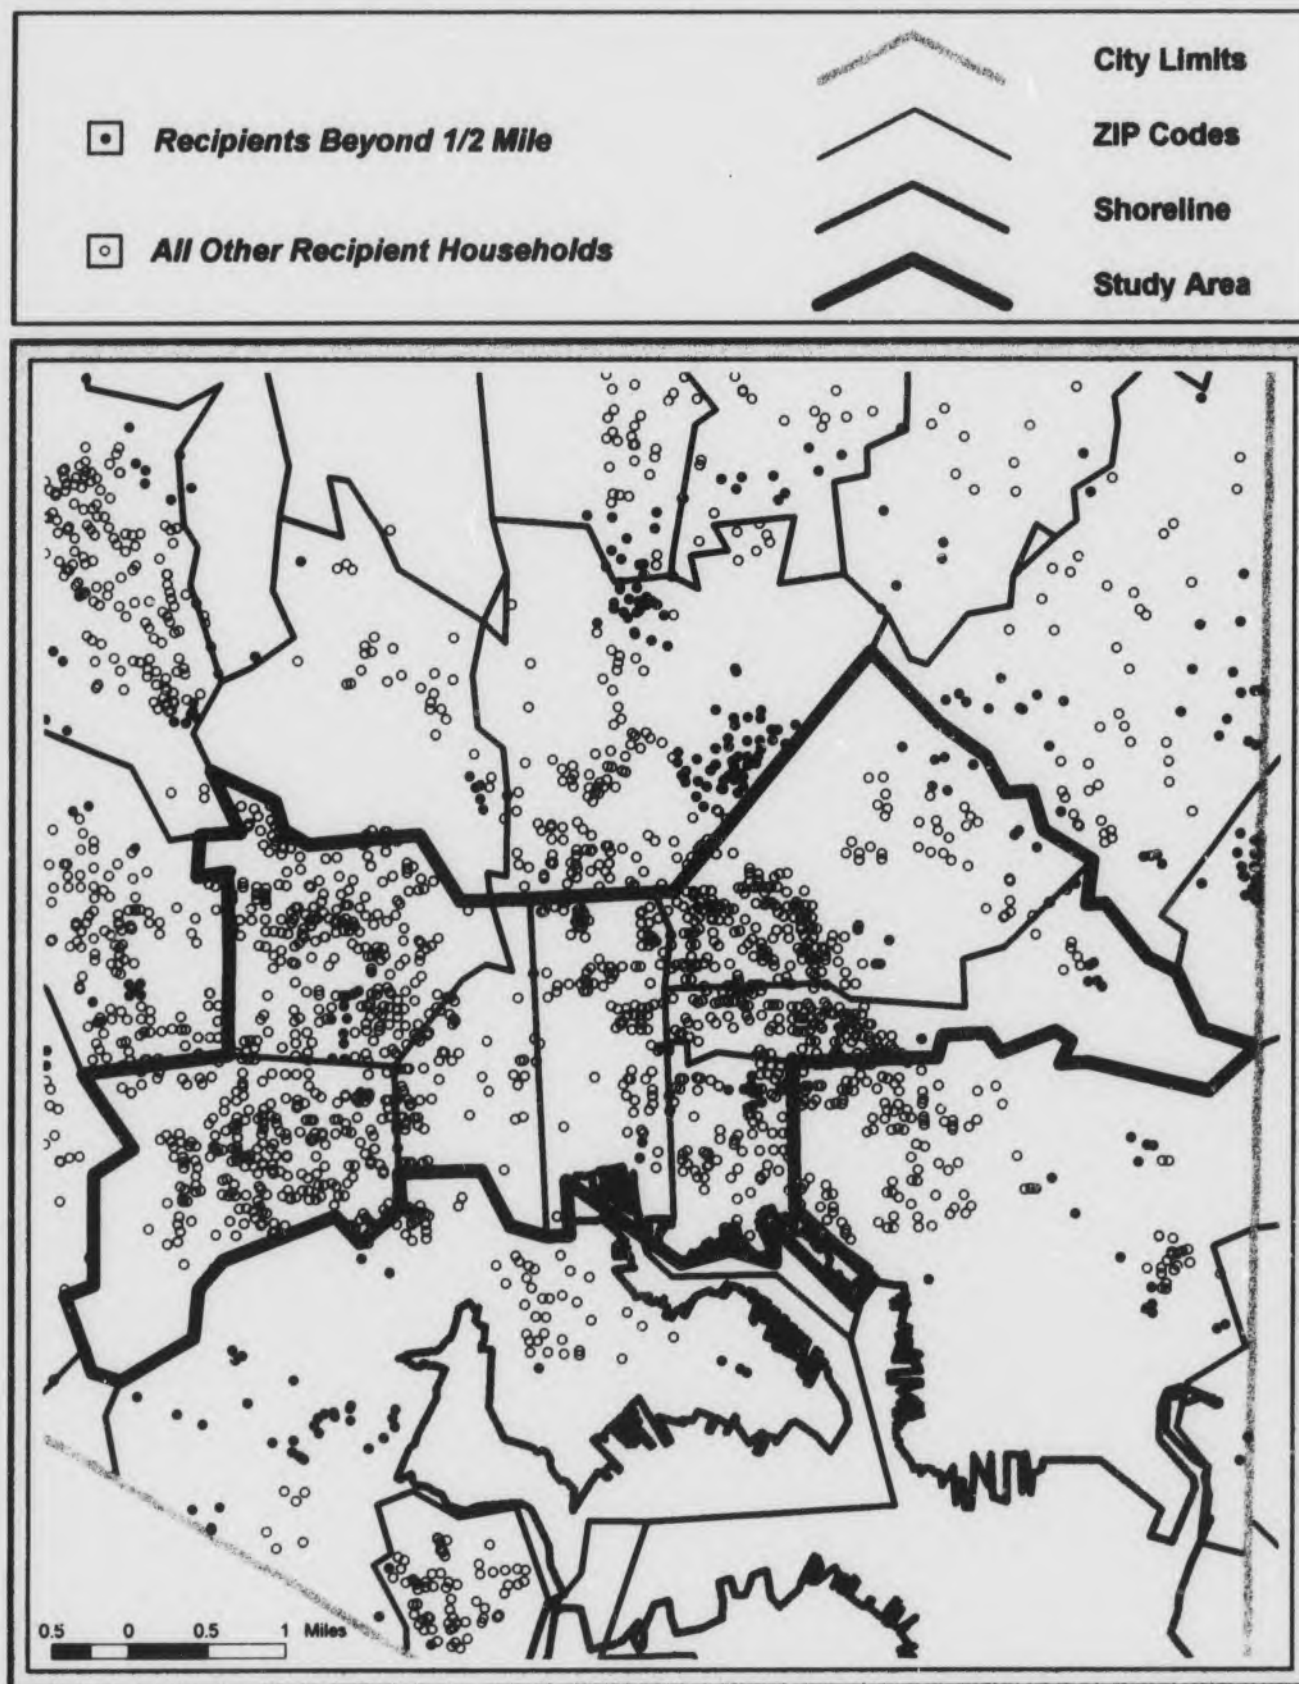 Recipients Beyond 1/2 Mile
All Other Recipient Households
City Limits
ZIP Codes
Shoreline
Study Area
0.5 0 0.5 1 Miles